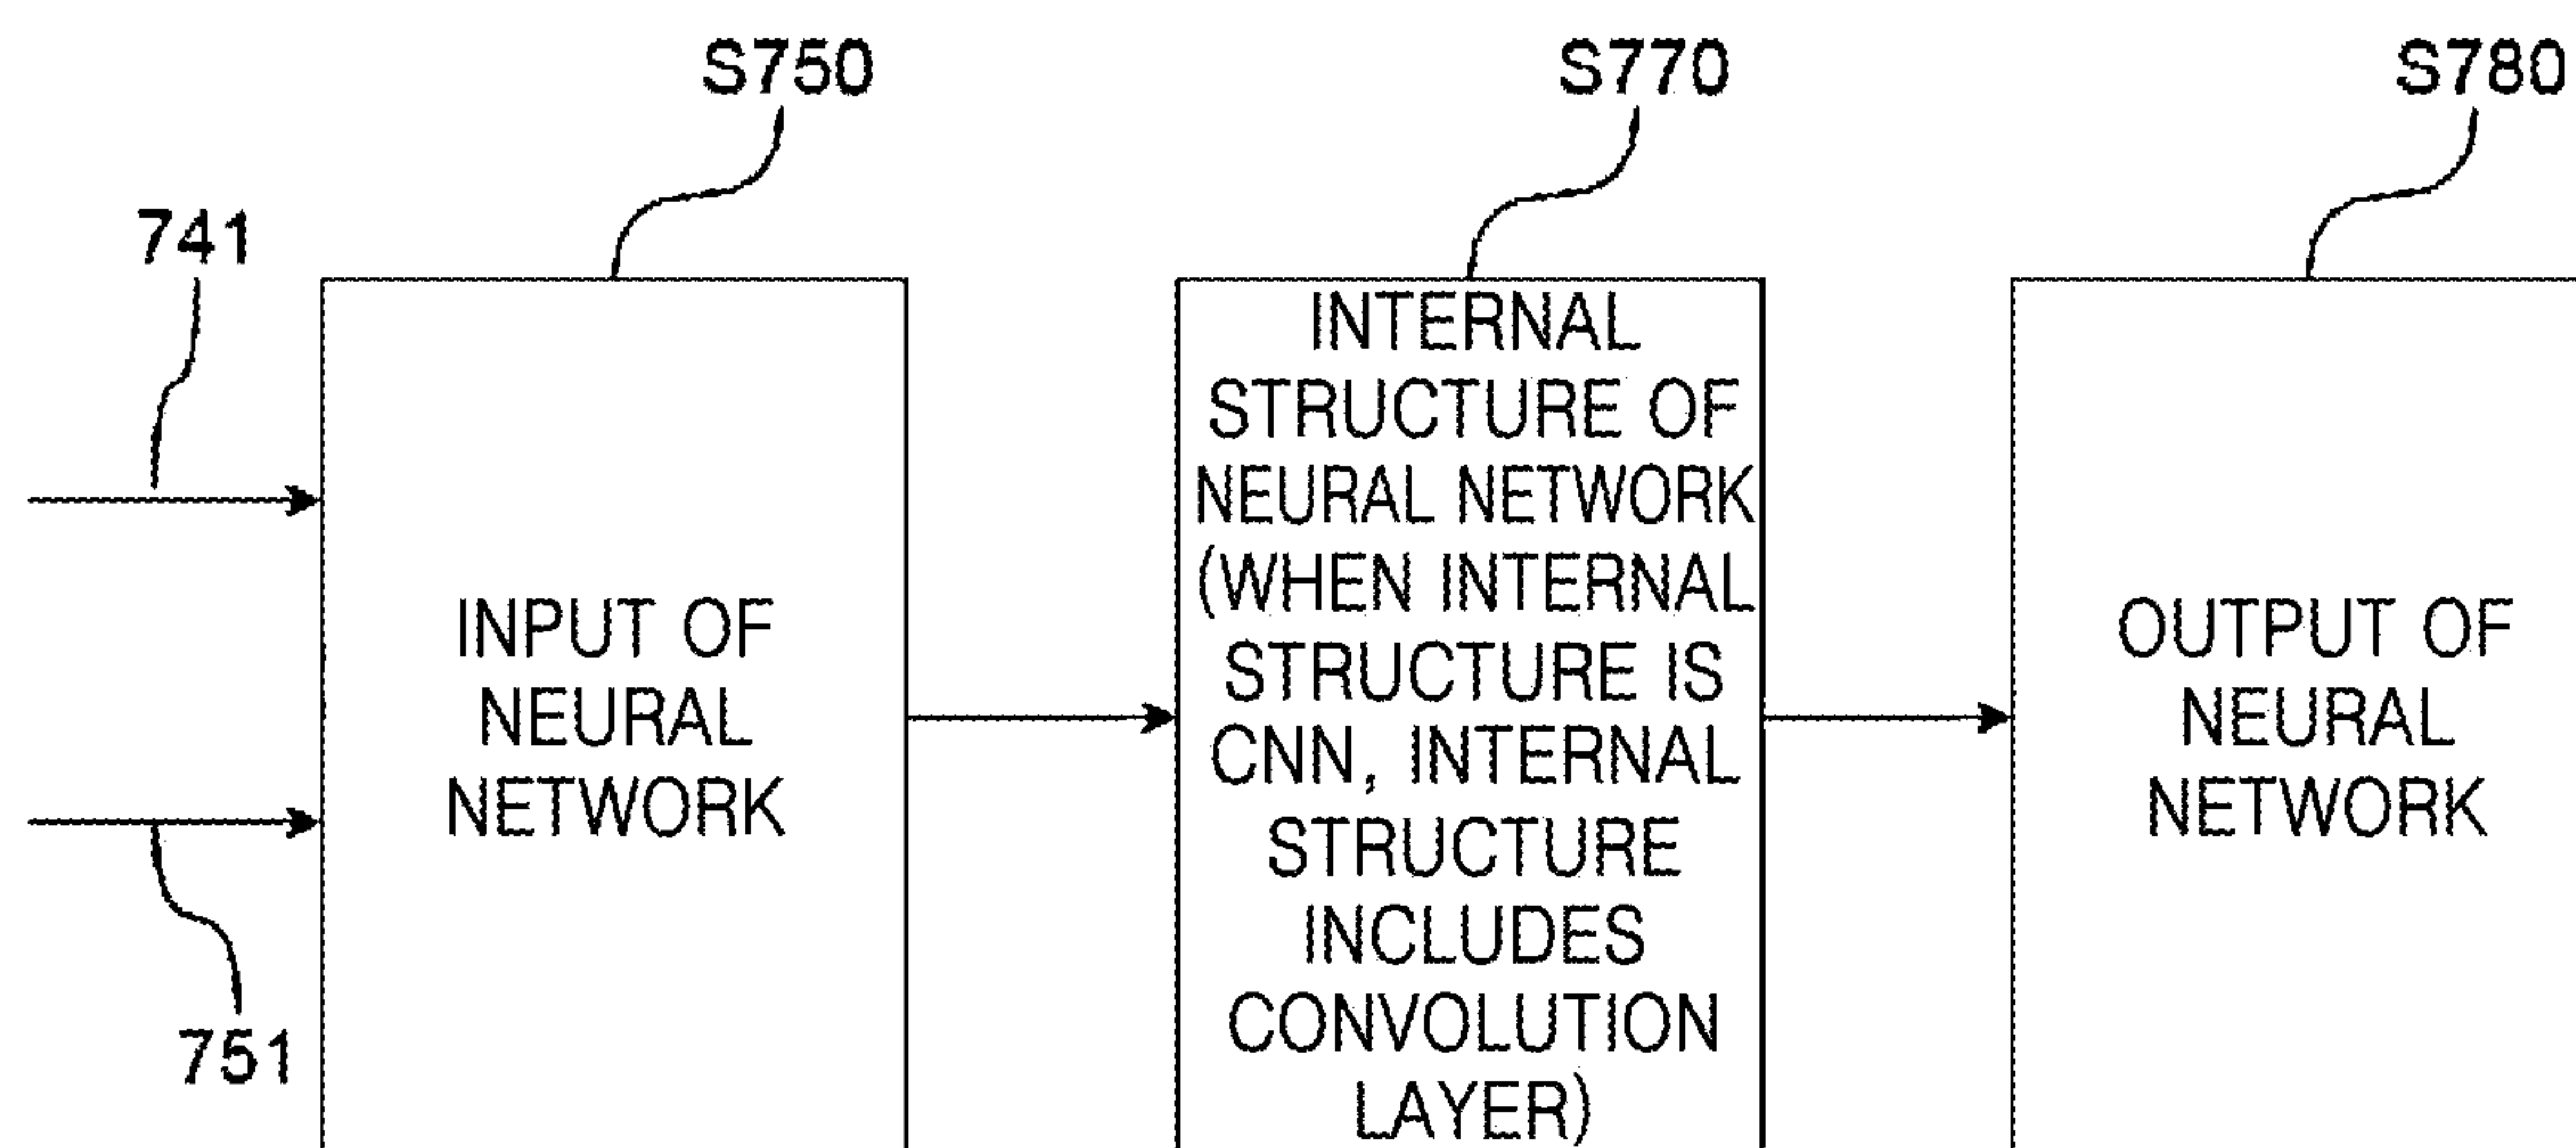 S750
S770
S780
741
751
INPUT OF
NEURAL
NETWORK
INTERNAL
STRUCTURE OF
NEURAL NETWORK
(WHEN INTERNAL
STRUCTURE IS
CNN, INTERNAL
STRUCTURE
INCLUDES
CONVOLUTION
LAYER)
OUTPUT OF
NEURAL
NETWORK